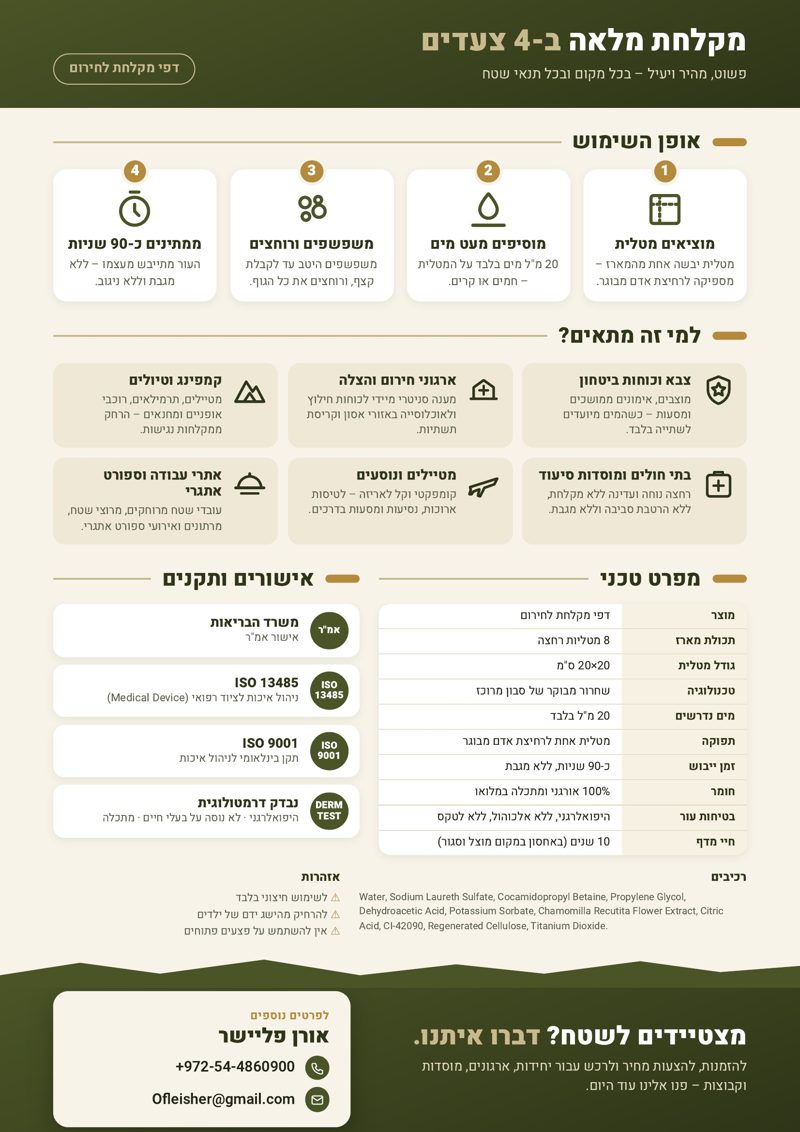 מקלחת מלאה ב-4 צעדים
פשוט, מהיר ויעיל – בכל מקום ובכל תנאי שטח
דפי מקלחת לחירום
אופן השימוש
1
מוציאים מטלית
מטלית יבשה אחת מהמארז –
מספיקה לרחיצת אדם מבוגר.
2
מוסיפים מעט מים
20 מ"ל מים בלבד על המטלית
– חמים או קרים.
3
משפשפים ורוחצים
משפשפים היטב עד לקבלת
קצף, ורוחצים את כל הגוף.
4
ממתינים כ-90 שניות
העור מתייבש מעצמו – ללא
מגבת וללא ניגוב.
למי זה מתאים?
צבא וכוחות ביטחון
מוצבים, אימונים ממושכים
ומסעות – כשהמים מיועדים
לשתייה בלבד.
ארגוני חירום והצלה
מענה סניטרי מיידי לכוחות חילוץ
ולאוכלוסייה באזורי אסון וקריסת
תשתיות.
קמפינג וטיולים
מטיילים, תרמילאים, רוכבי
אופניים ומחנאים – הרחק
ממקלחות נגישות.
בתי חולים ומוסדות סיעוד
רחצה נוחה ועדינה ללא מקלחת,
ללא הרטבת סביבה וללא מגבת.
מטיילים ונוסעים
קומפקטי וקל לאריזה – לטיסות
ארוכות, נסיעות ומסעות בדרכים.
אתרי עבודה וספורט
אתגרי
עובדי שטח מרוחקים, מרוצי שטח,
מרתונים ואירועי ספורט אתגרי.
מפרט טכני
מוצר דפי מקלחת לחירום
תכולת מארז 8 מטליות רחצה
גודל מטלית 20×20 ס"מ
טכנולוגיה שחרור מבוקר של סבון מרוכז
מים נדרשים 20 מ"ל בלבד
תפוקה מטלית אחת לרחיצת אדם מבוגר
זמן ייבוש כ-90 שניות, ללא מגבת
חומר 100% אורגני ומתכלה במלואו
בטיחות עור היפואלרגני, ללא אלכוהול, ללא לטקס
חיי מדף 10 שנים (באחסון במקום מוצל וסגור)
אישורים ותקנים
אמ"ר
משרד הבריאות
אישור אמ"ר
ISO
13485
ISO 13485
ניהול איכות לציוד רפואי (Medical Device)
ISO
9001
ISO 9001
תקן בינלאומי לניהול איכות
DERM
TEST
נבדק דרמטולוגית
היפואלרגני · לא נוסה על בעלי חיים · מתכלה
רכיבים
Water, Sodium Laureth Sulfate, Cocamidopropyl Betaine, Propylene Glycol,
Dehydroacetic Acid, Potassium Sorbate, Chamomilla Recutita Flower Extract, Citric
Acid, CI-42090, Regenerated Cellulose, Titanium Dioxide.
אזהרות
⚠ לשימוש חיצוני בלבד
⚠ להרחיק מהישג ידם של ילדים
⚠ אין להשתמש על פצעים פתוחים
מצטיידים לשטח? דברו איתנו.
להזמנות, להצעות מחיר ולרכש עבור יחידות, ארגונים, מוסדות
וקבוצות – פנו אלינו עוד היום.
לפרטים נוספים
אורן פליישר
+972-54-4860900
Ofleisher@gmail.com